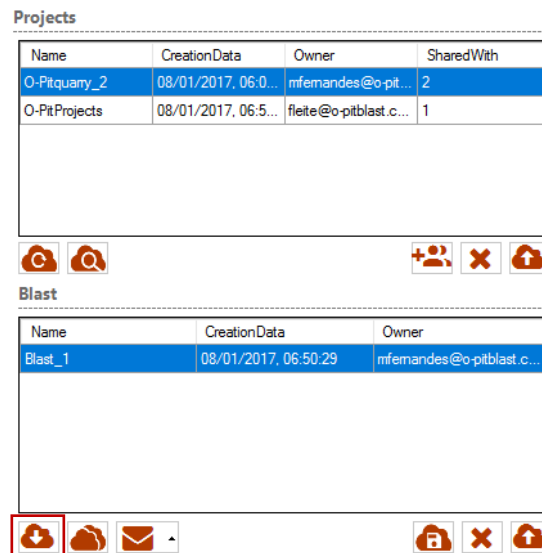 Projects
Name CreationData Owner SharedWith
O-Pitquarry_2 08/01/2017, 06:0... mfernandes@o-pit... 2
O-PitProjects 08/01/2017, 06:5... fleite@o-pitblast.c... 1
Blast
Name CreationData Owner
Blast_1 08/01/2017, 06:50:29 mfernandes@o-pitblast.c...